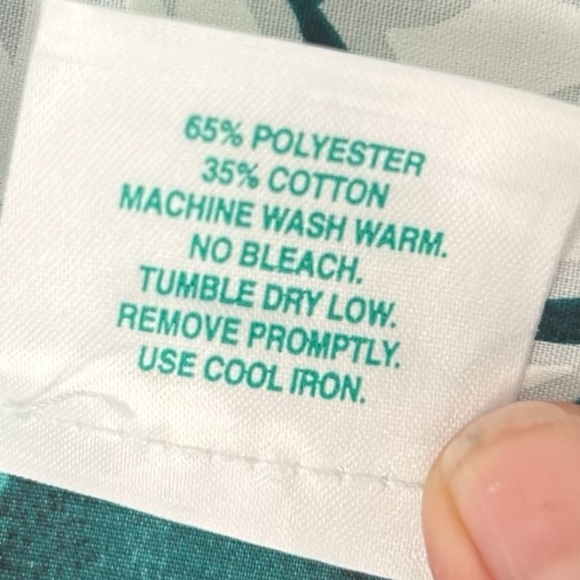 65% POLYESTER
35% COTTON
MACHINE WASH WARM.
NO BLEACH.
TUMBLE DRY LOW.
REMOVE PROMPTLY.
USE COOL IRON.